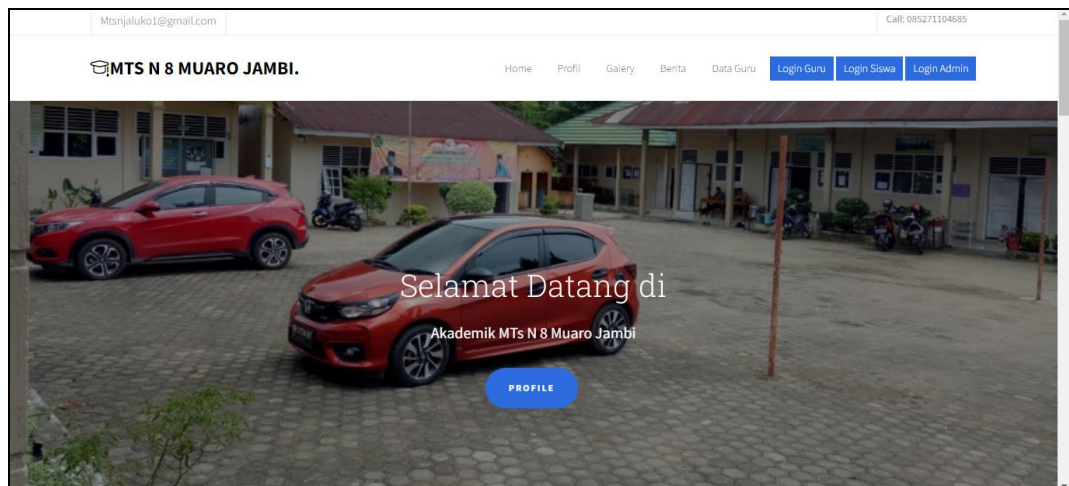 Mtsnjaluko1@gmail.com
Call: 085271104685
MTS N 8 MUARO JAMBI.
Home Profil Galery Berita Data Guru Login Guru Login Siswa Login Admin
Selamat Datang di
Akademik MTs N 8 Muaro Jambi
PROFILE